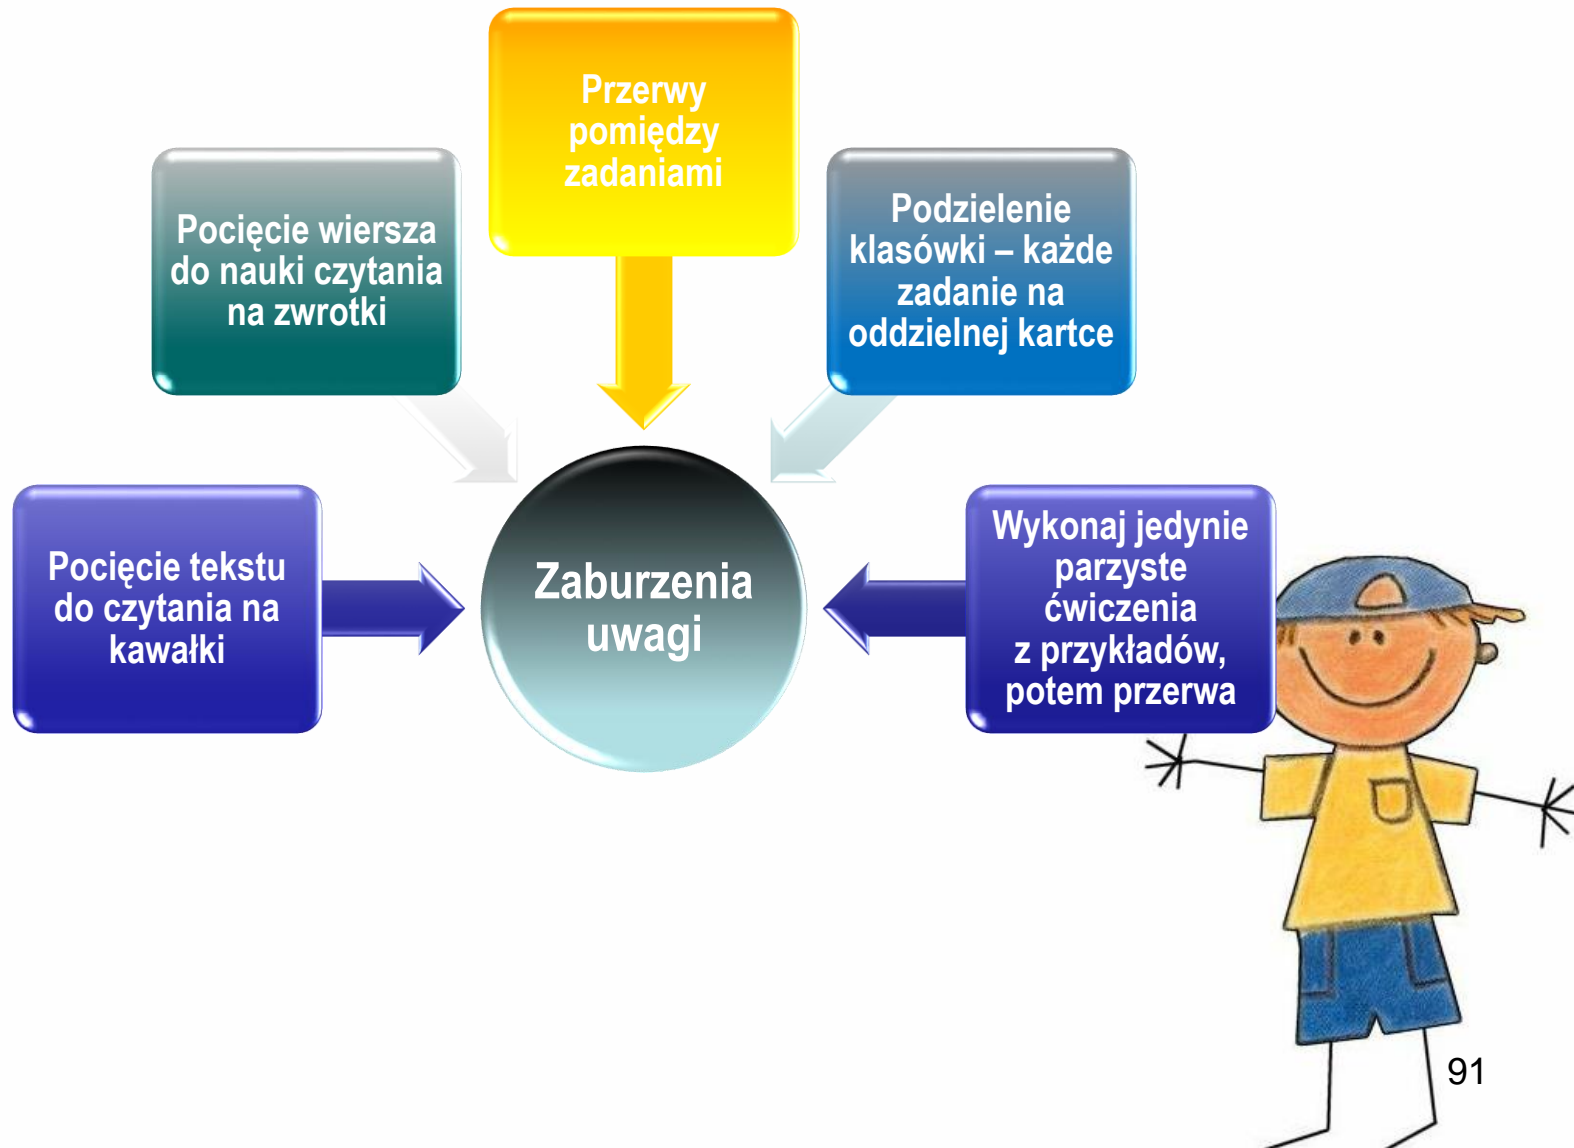 Przerwy
pomiędzy
zadaniami
Pocięcie wiersza
do nauki czytania
na zwrotki
Podzielenie
klasówki – każde
zadanie na
oddzielnej kartce
Pocięcie tekstu
do czytania na
kawałki
Zaburzenia
uwagi
Wykonaj jedynie
parzyste
ćwiczenia
z przykładów,
potem przerwa
91